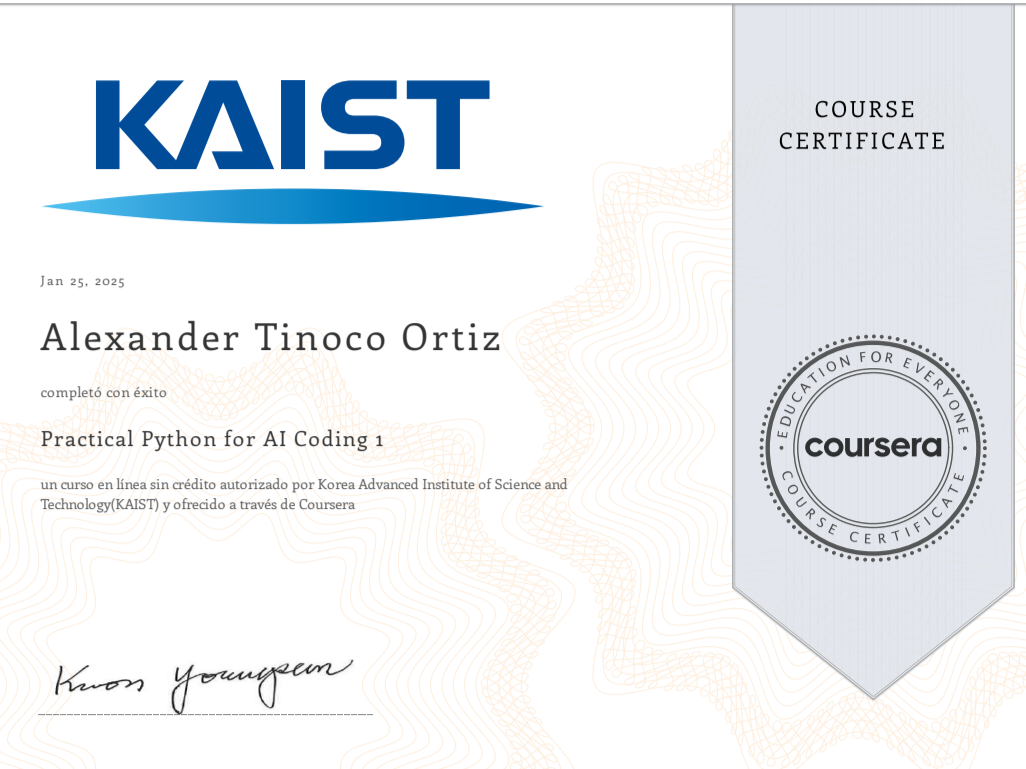 KAIST
COURSE
CERTIFICATE
Jan 25, 2025
Alexander Tinoco Ortiz
completó con éxito
Practical Python for AI Coding 1
un curso en línea sin crédito autorizado por Korea Advanced Institute of Science and
Technology(KAIST) y ofrecido a través de Coursera
EDUCATION FOR EVERYONE
coursera
COURSE CERTIFICATE
Kwon Youngsun